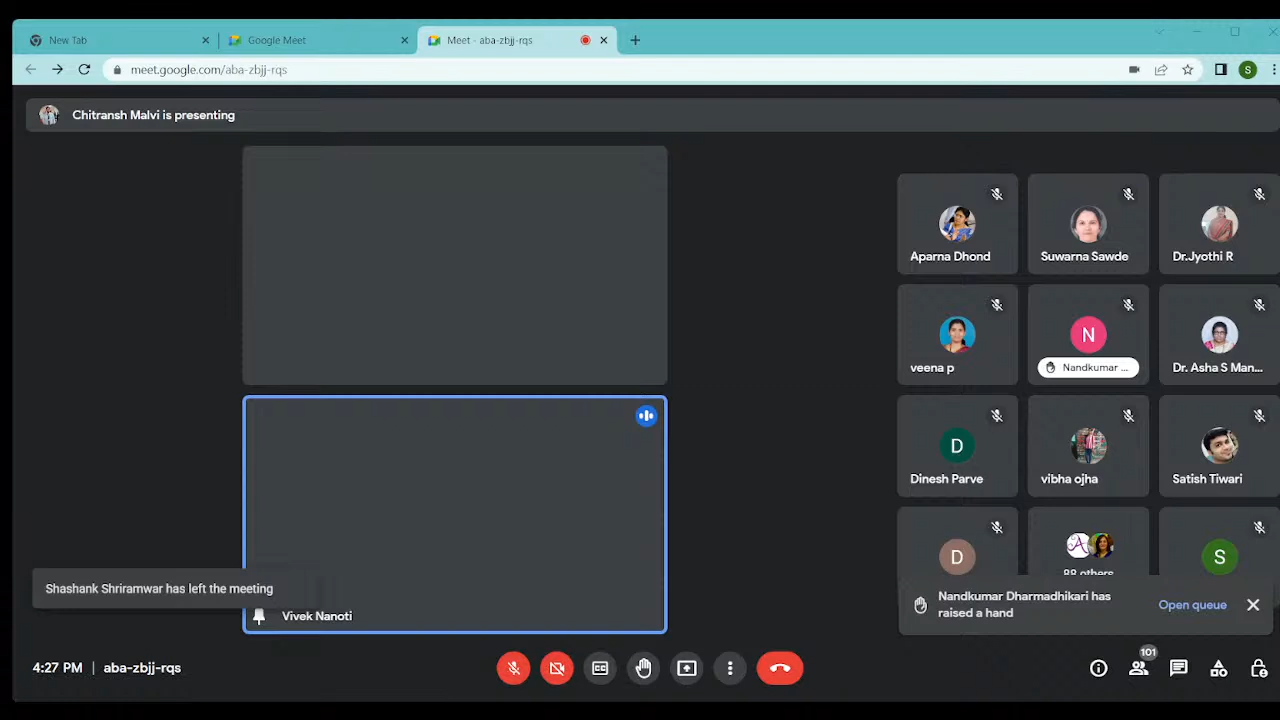 New Tab
Google Meet
Meet - aba-zbjj-rqs
meet.google.com/aba-zbjj-rqs
S
Chitransh Malvi is presenting
Aparna Dhond
Suwarna Sawde
Dr.Jyothi R
veena p
N
Nandkumar ...
Dr. Asha S Man...
D
Dinesh Parve
vibha ojha
Satish Tiwari
D
A
88 others
S
Shashank Shriramwar has left the meeting
Vivek Nanoti
Nandkumar Dharmadhikari has
raised a hand
Open queue
4:27 PM | aba-zbjj-rqs
101